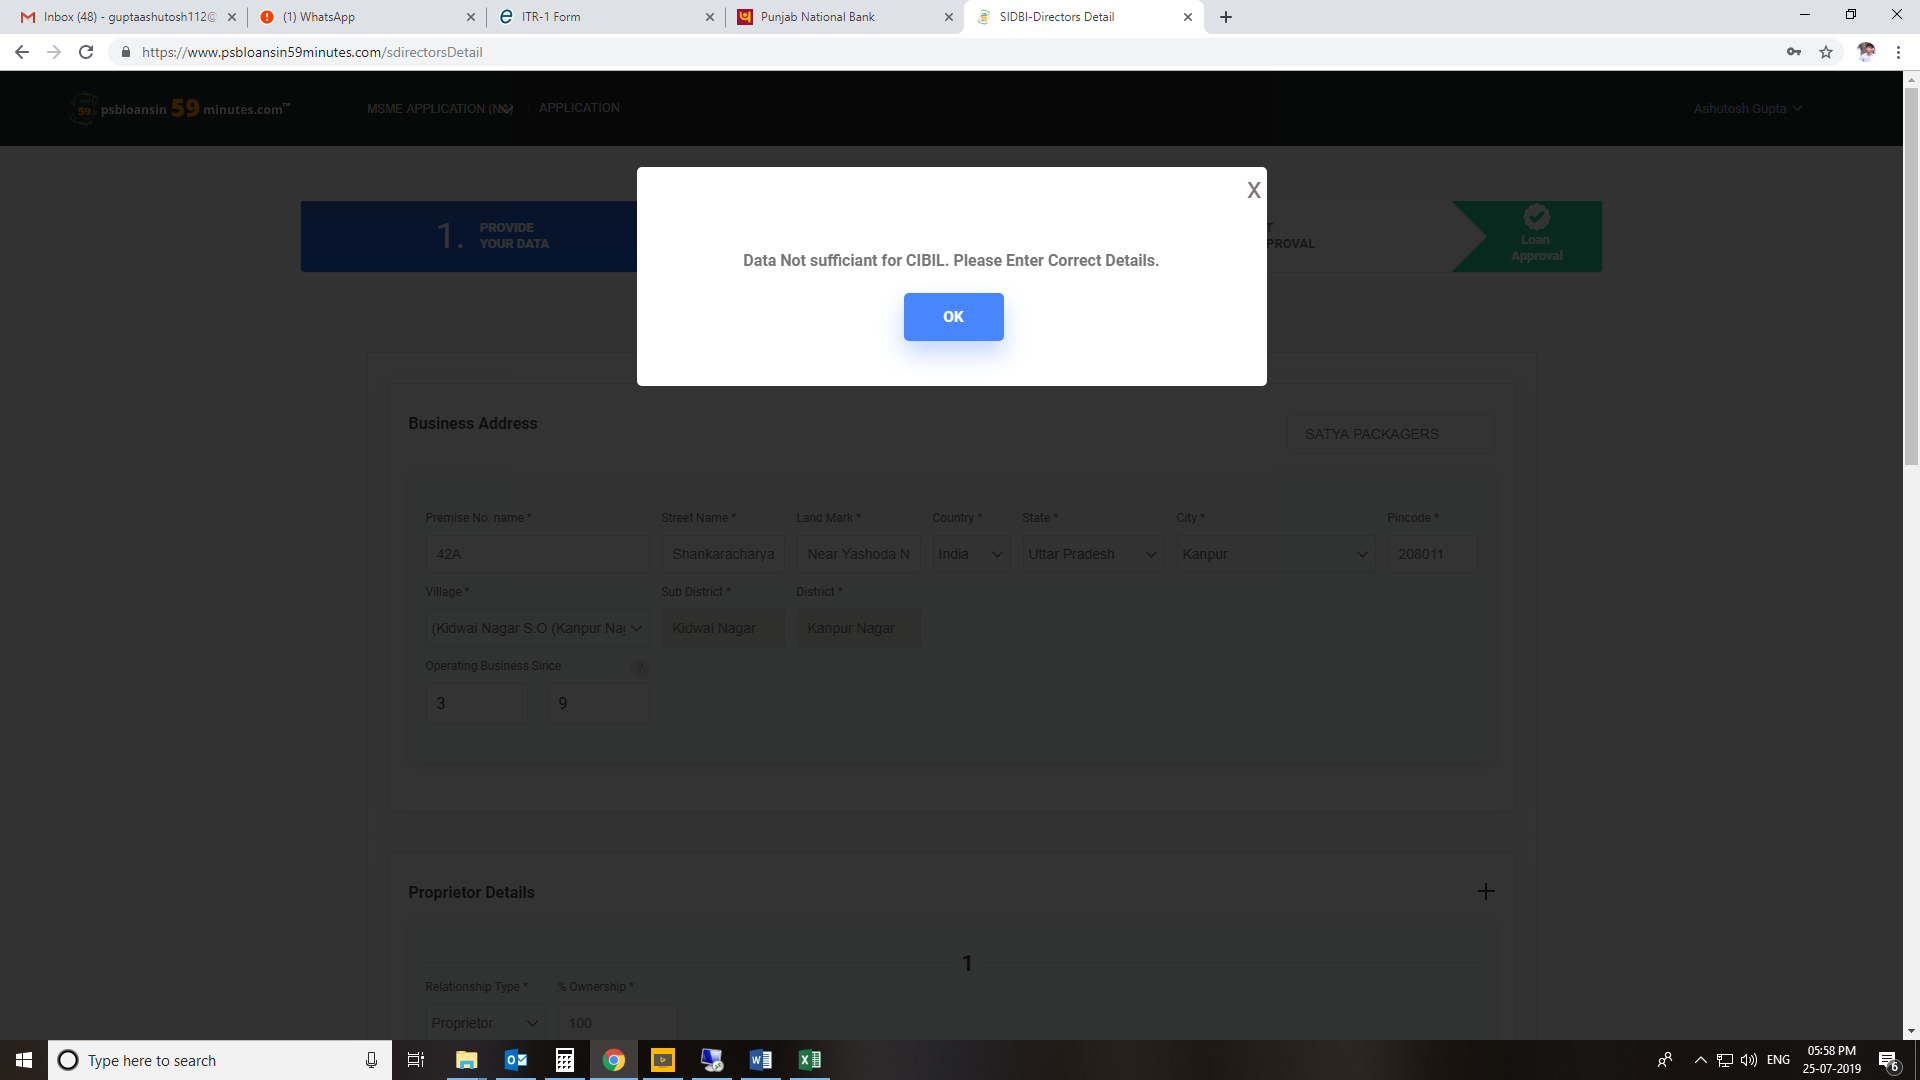 Inbox (48) - guptaashutosh112@
(1) WhatsApp
ITR-1 Form
Punjab National Bank
SIDBI-Directors Detail
https://www.psbloansin59minutes.com/sdirectorsDetail
59 psbloansin 59 minutes.com™
MSME APPLICATION
APPLICATION
Ashutosh Gupta
X
1. PROVIDE
YOUR DATA
PROVAL
Loan
Approval
Data Not sufficiant for CIBIL. Please Enter Correct Details.
OK
Business Address
SATYA PACKAGERS
Premise No. name * Street Name * Land Mark * Country * State * City * Pincode *
42A Shankaracharya Near Yashoda N India Uttar Pradesh Kanpur 208011
Village * Sub District * District *
(Kidwai Nagar S.O (Kanpur Nag Kidwai Nagar Kanpur Nagar
Operating Business Since ?
3 9
Proprietor Details +
1
Relationship Type * % Ownership *
Proprietor 100
Type here to search
ENG
05:58 PM
25-07-2019
6